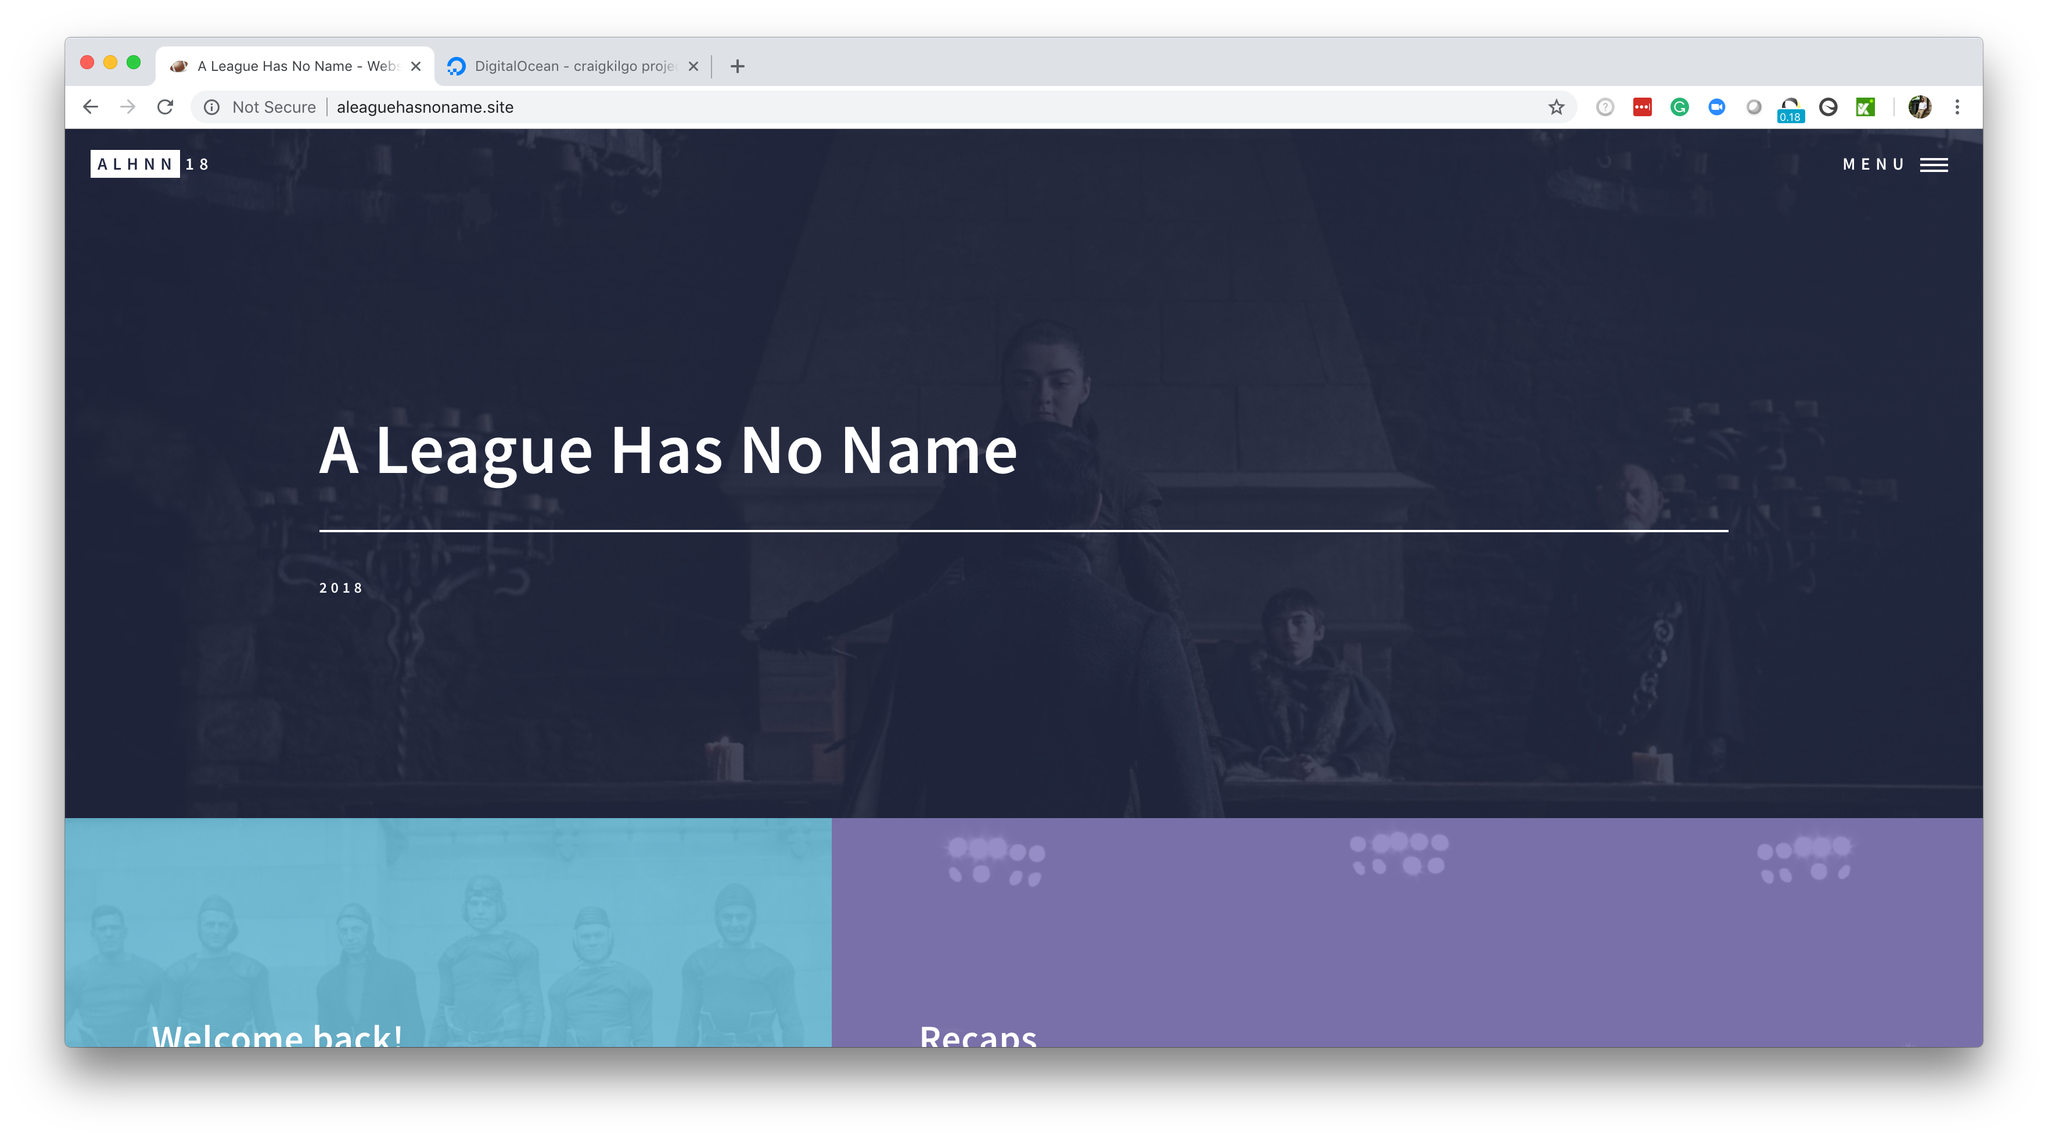 A League Has No Name - Webs
DigitalOcean - craigkilgo proje
Not Secure
aleaguehasnoname.site
0.18
ALHNN 18
MENU
A League Has No Name
2018
Welcome back!
Recaps